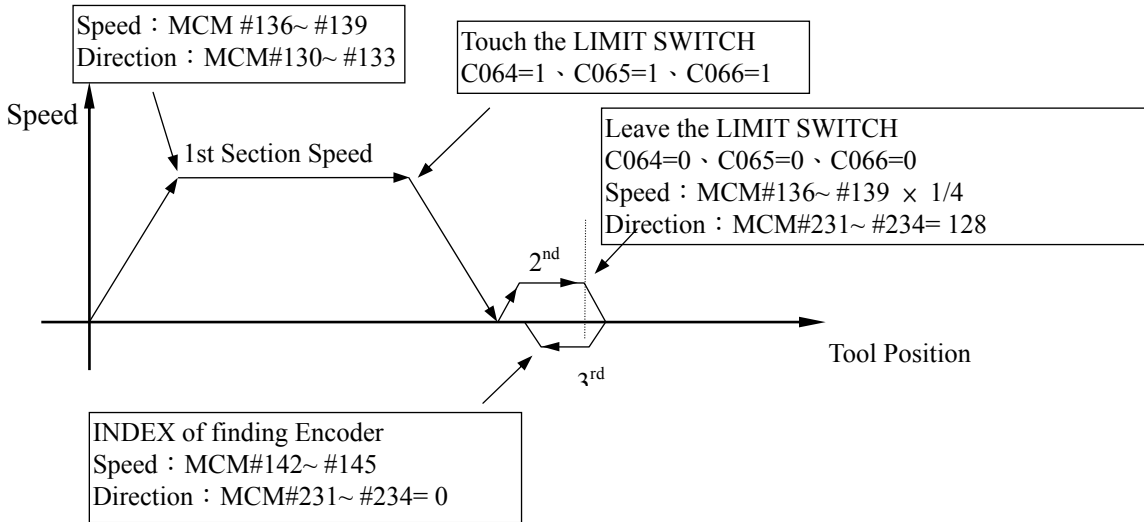 Speed：MCM #136~ #139
Direction：MCM#130~ #133
Touch the LIMIT SWITCH
C064=1、C065=1、C066=1
Speed
Leave the LIMIT SWITCH
C064=0、C065=0、C066=0
Speed：MCM#136~ #139 × 1/4
Direction：MCM#231~ #234= 128
1st Section Speed
2nd
Tool Position
3rd
INDEX of finding Encoder
Speed：MCM#142~ #145
Direction：MCM#231~ #234= 0